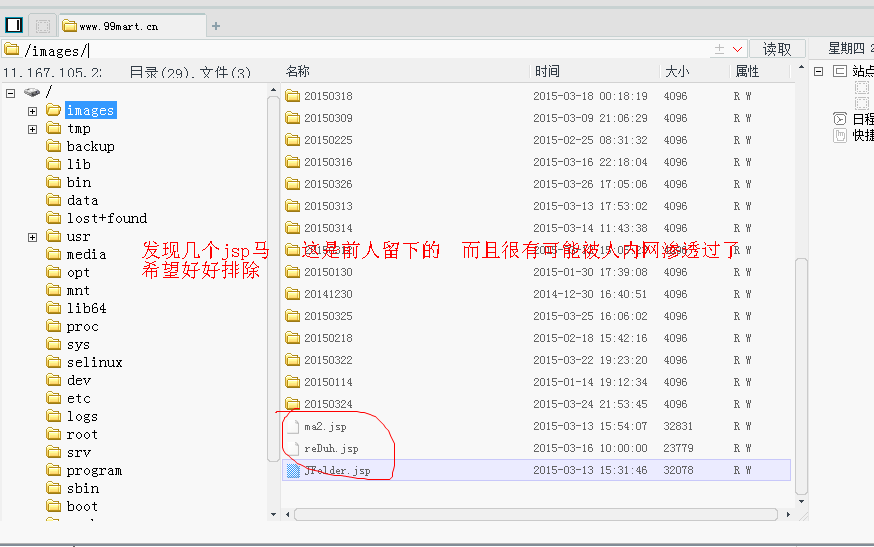 www.99mart.cn
/images/
读取
星期四 2
11.167.105.2
目录(29),文件(3)
名称 时间 大小 属性
站点
日程
快捷
/
images
tmp
backup
lib
bin
data
lost+found
usr
media
opt
mnt
lib64
proc
sys
selinux
dev
etc
logs
root
srv
program
sbin
boot
20150318 2015-03-18 00:18:19 4096 R W
20150309 2015-03-09 21:06:29 4096 R W
20150225 2015-02-25 08:31:32 4096 R W
20150316 2015-03-16 22:18:04 4096 R W
20150326 2015-03-26 17:05:06 4096 R W
20150313 2015-03-13 17:53:02 4096 R W
20150314 2015-03-14 11:43:38 4096 R W
发现几个jsp马 这是前人留下的 而且很有可能被人内网渗透过了
希望好好排除
20150130 2015-01-30 17:39:08 4096 R W
20141230 2014-12-30 16:40:51 4096 R W
20150325 2015-03-25 16:06:02 4096 R W
20150218 2015-02-18 15:42:16 4096 R W
20150322 2015-03-22 19:23:20 4096 R W
20150114 2015-01-14 19:12:34 4096 R W
20150324 2015-03-24 21:53:45 4096 R W
ma2.jsp 2015-03-13 15:54:07 32831 R W
reDuh.jsp 2015-03-16 10:00:00 23779 R W
JFolder.jsp 2015-03-13 15:31:46 32078 R W